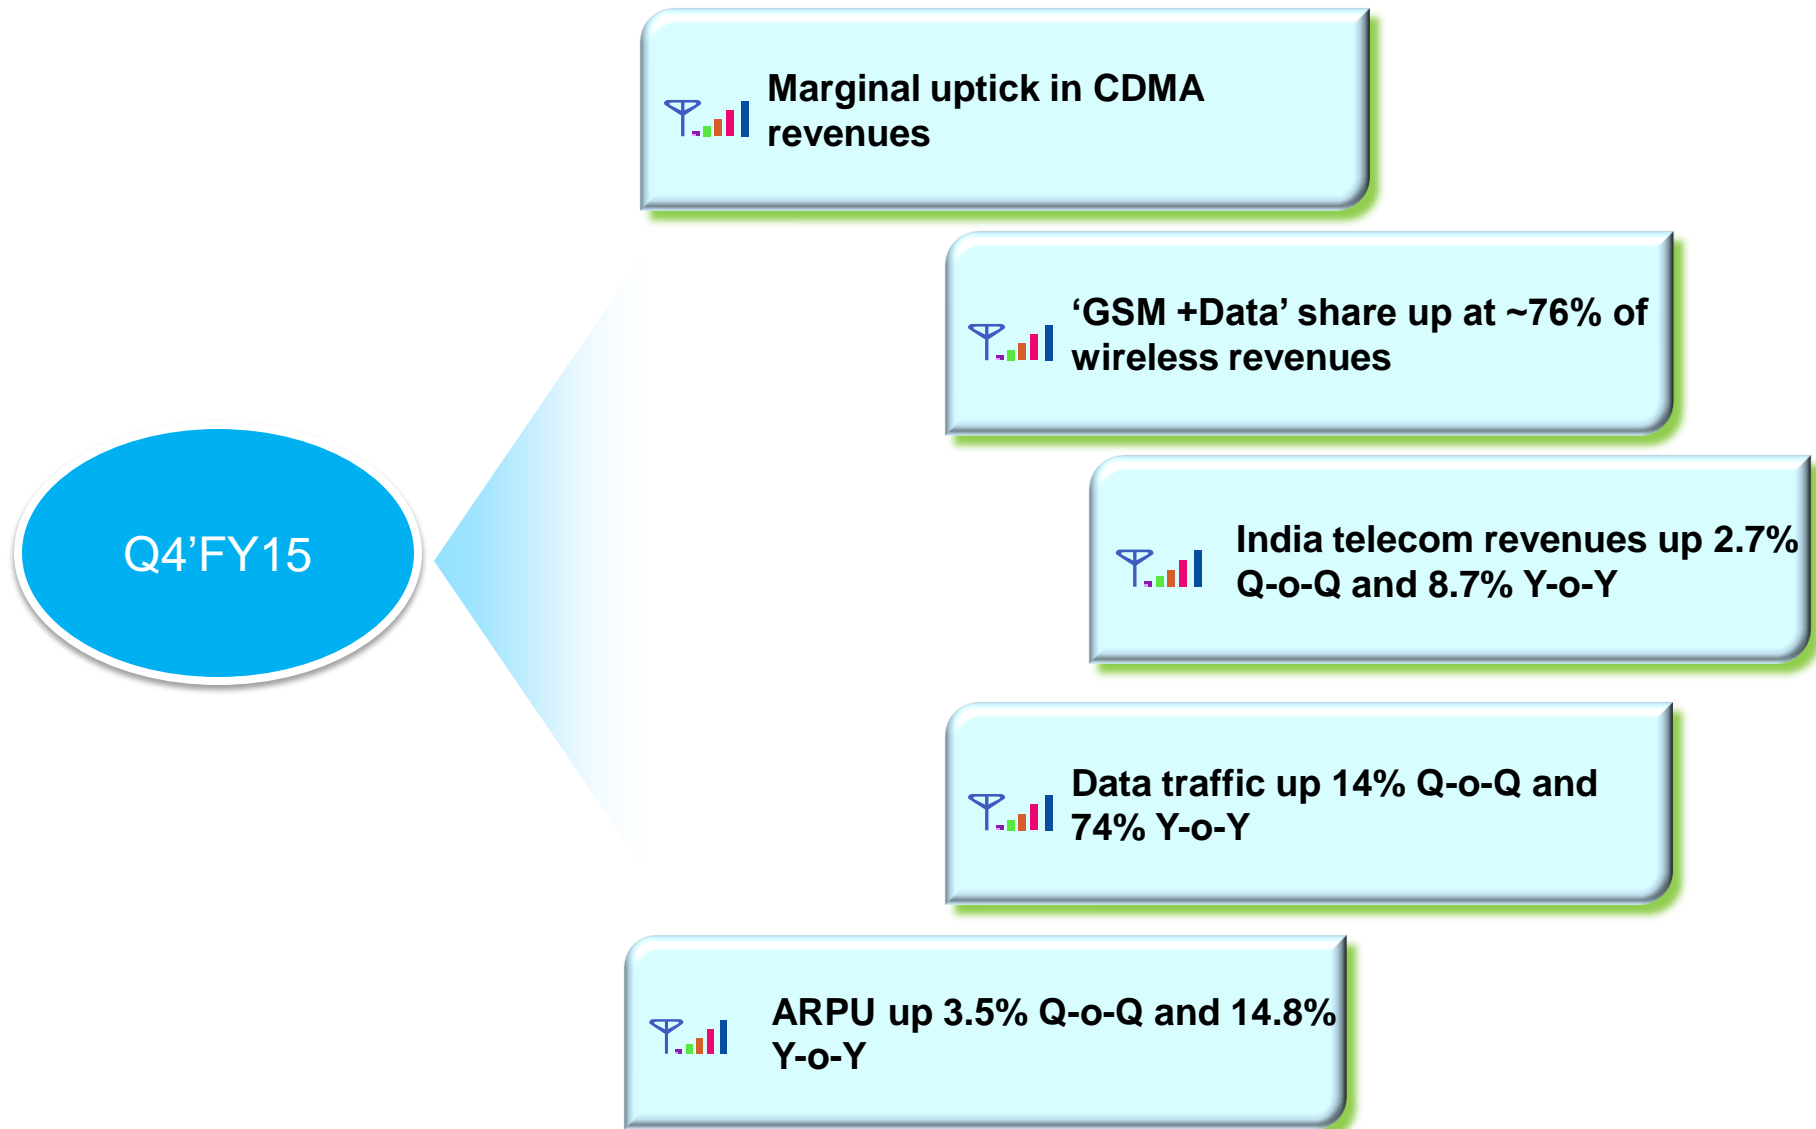 Marginal uptick in CDMA
revenues
‘GSM +Data’ share up at ~76% of
wireless revenues
Q4’FY15
India telecom revenues up 2.7%
Q-o-Q and 8.7% Y-o-Y
Data traffic up 14% Q-o-Q and
74% Y-o-Y
ARPU up 3.5% Q-o-Q and 14.8%
Y-o-Y